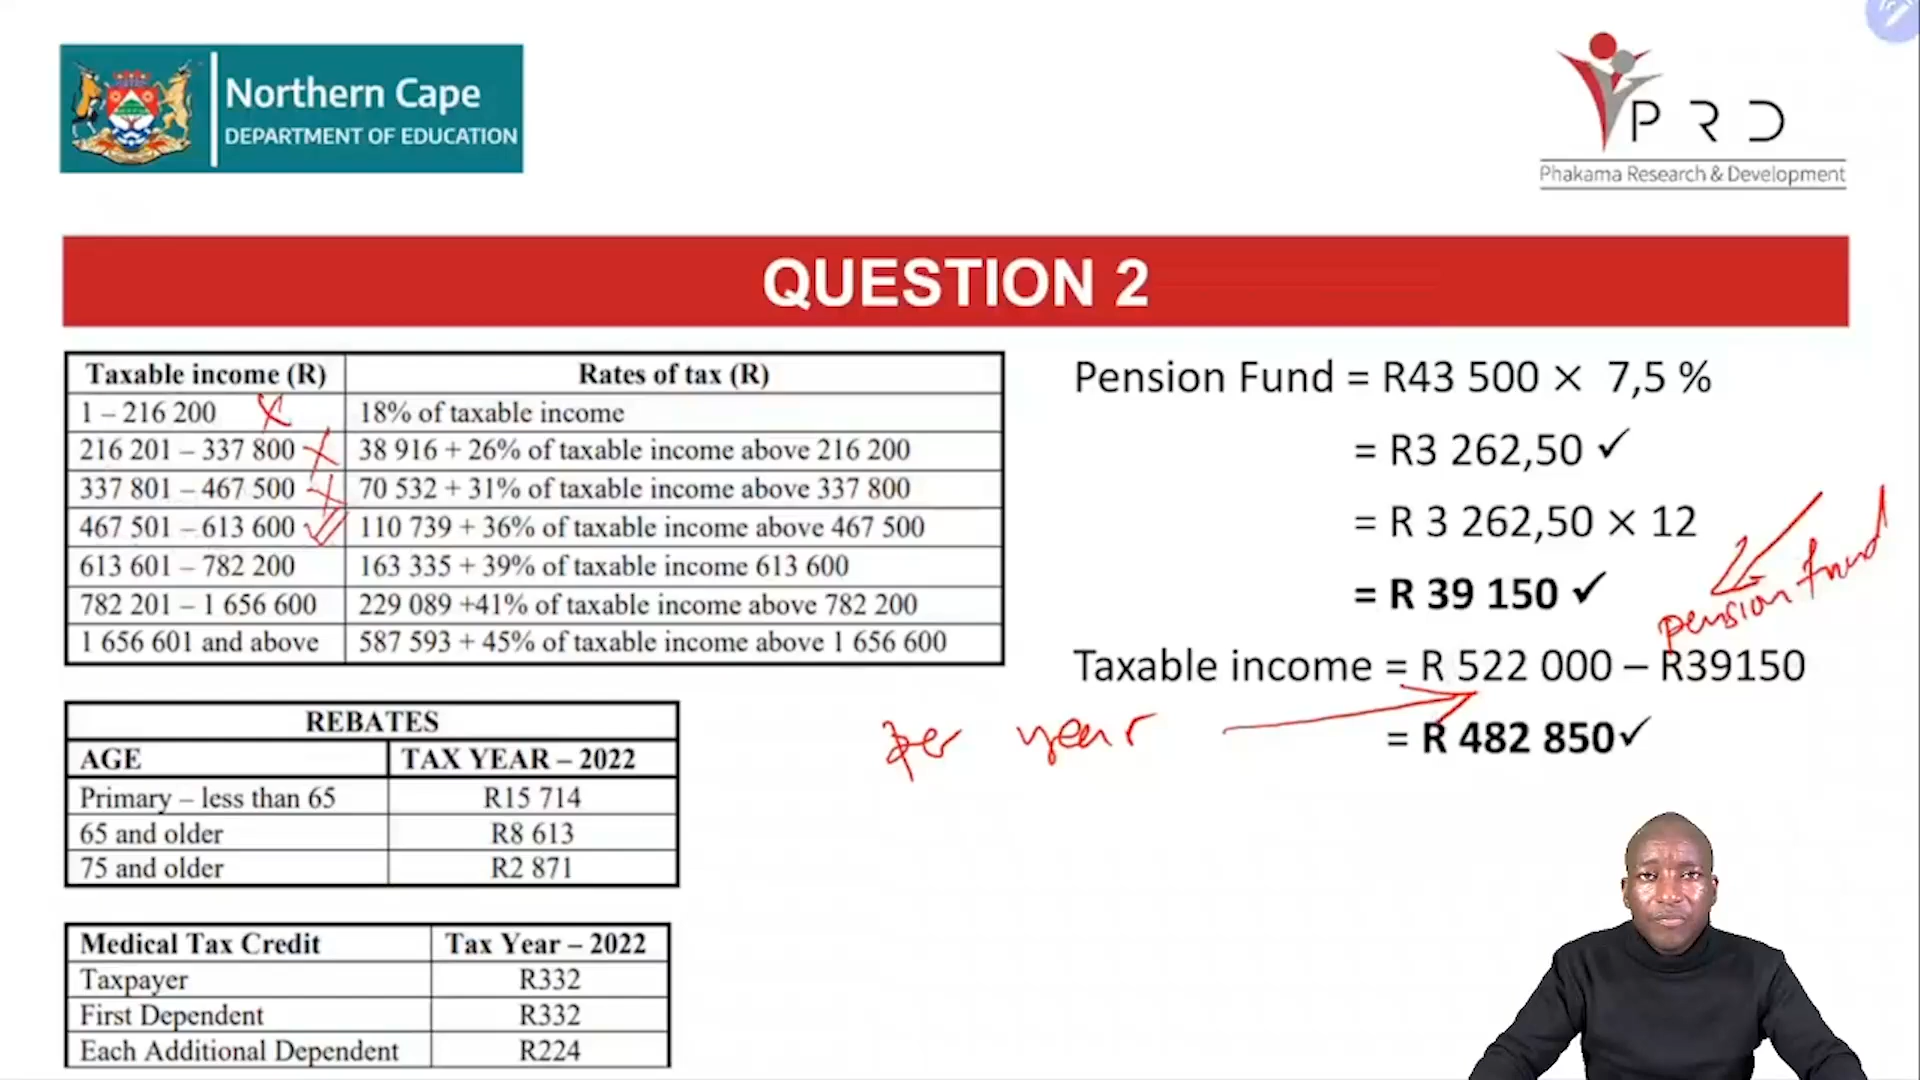 Northern Cape
DEPARTMENT OF EDUCATION
PRD
Phakama Research & Development
QUESTION 2
Taxable income (R) Rates of tax (R)
1 – 216 200 18% of taxable income
216 201 – 337 800 38 916 + 26% of taxable income above 216 200
337 801 – 467 500 70 532 + 31% of taxable income above 337 800
467 501 – 613 600 110 739 + 36% of taxable income above 467 500
613 601 – 782 200 163 335 + 39% of taxable income 613 600
782 201 – 1 656 600 229 089 +41% of taxable income above 782 200
1 656 601 and above 587 593 + 45% of taxable income above 1 656 600
REBATES
AGE TAX YEAR – 2022
Primary – less than 65 R15 714
65 and older R8 613
75 and older R2 871
Medical Tax Credit Tax Year – 2022
Taxpayer R332
First Dependent R332
Each Additional Dependent R224
Pension Fund = R43 500 × 7,5 %
= R3 262,50 ✓
= R 3 262,50 × 12
= R 39 150 ✓
pension fund
Taxable income = R 522 000 – R39150
per year
= R 482 850✓